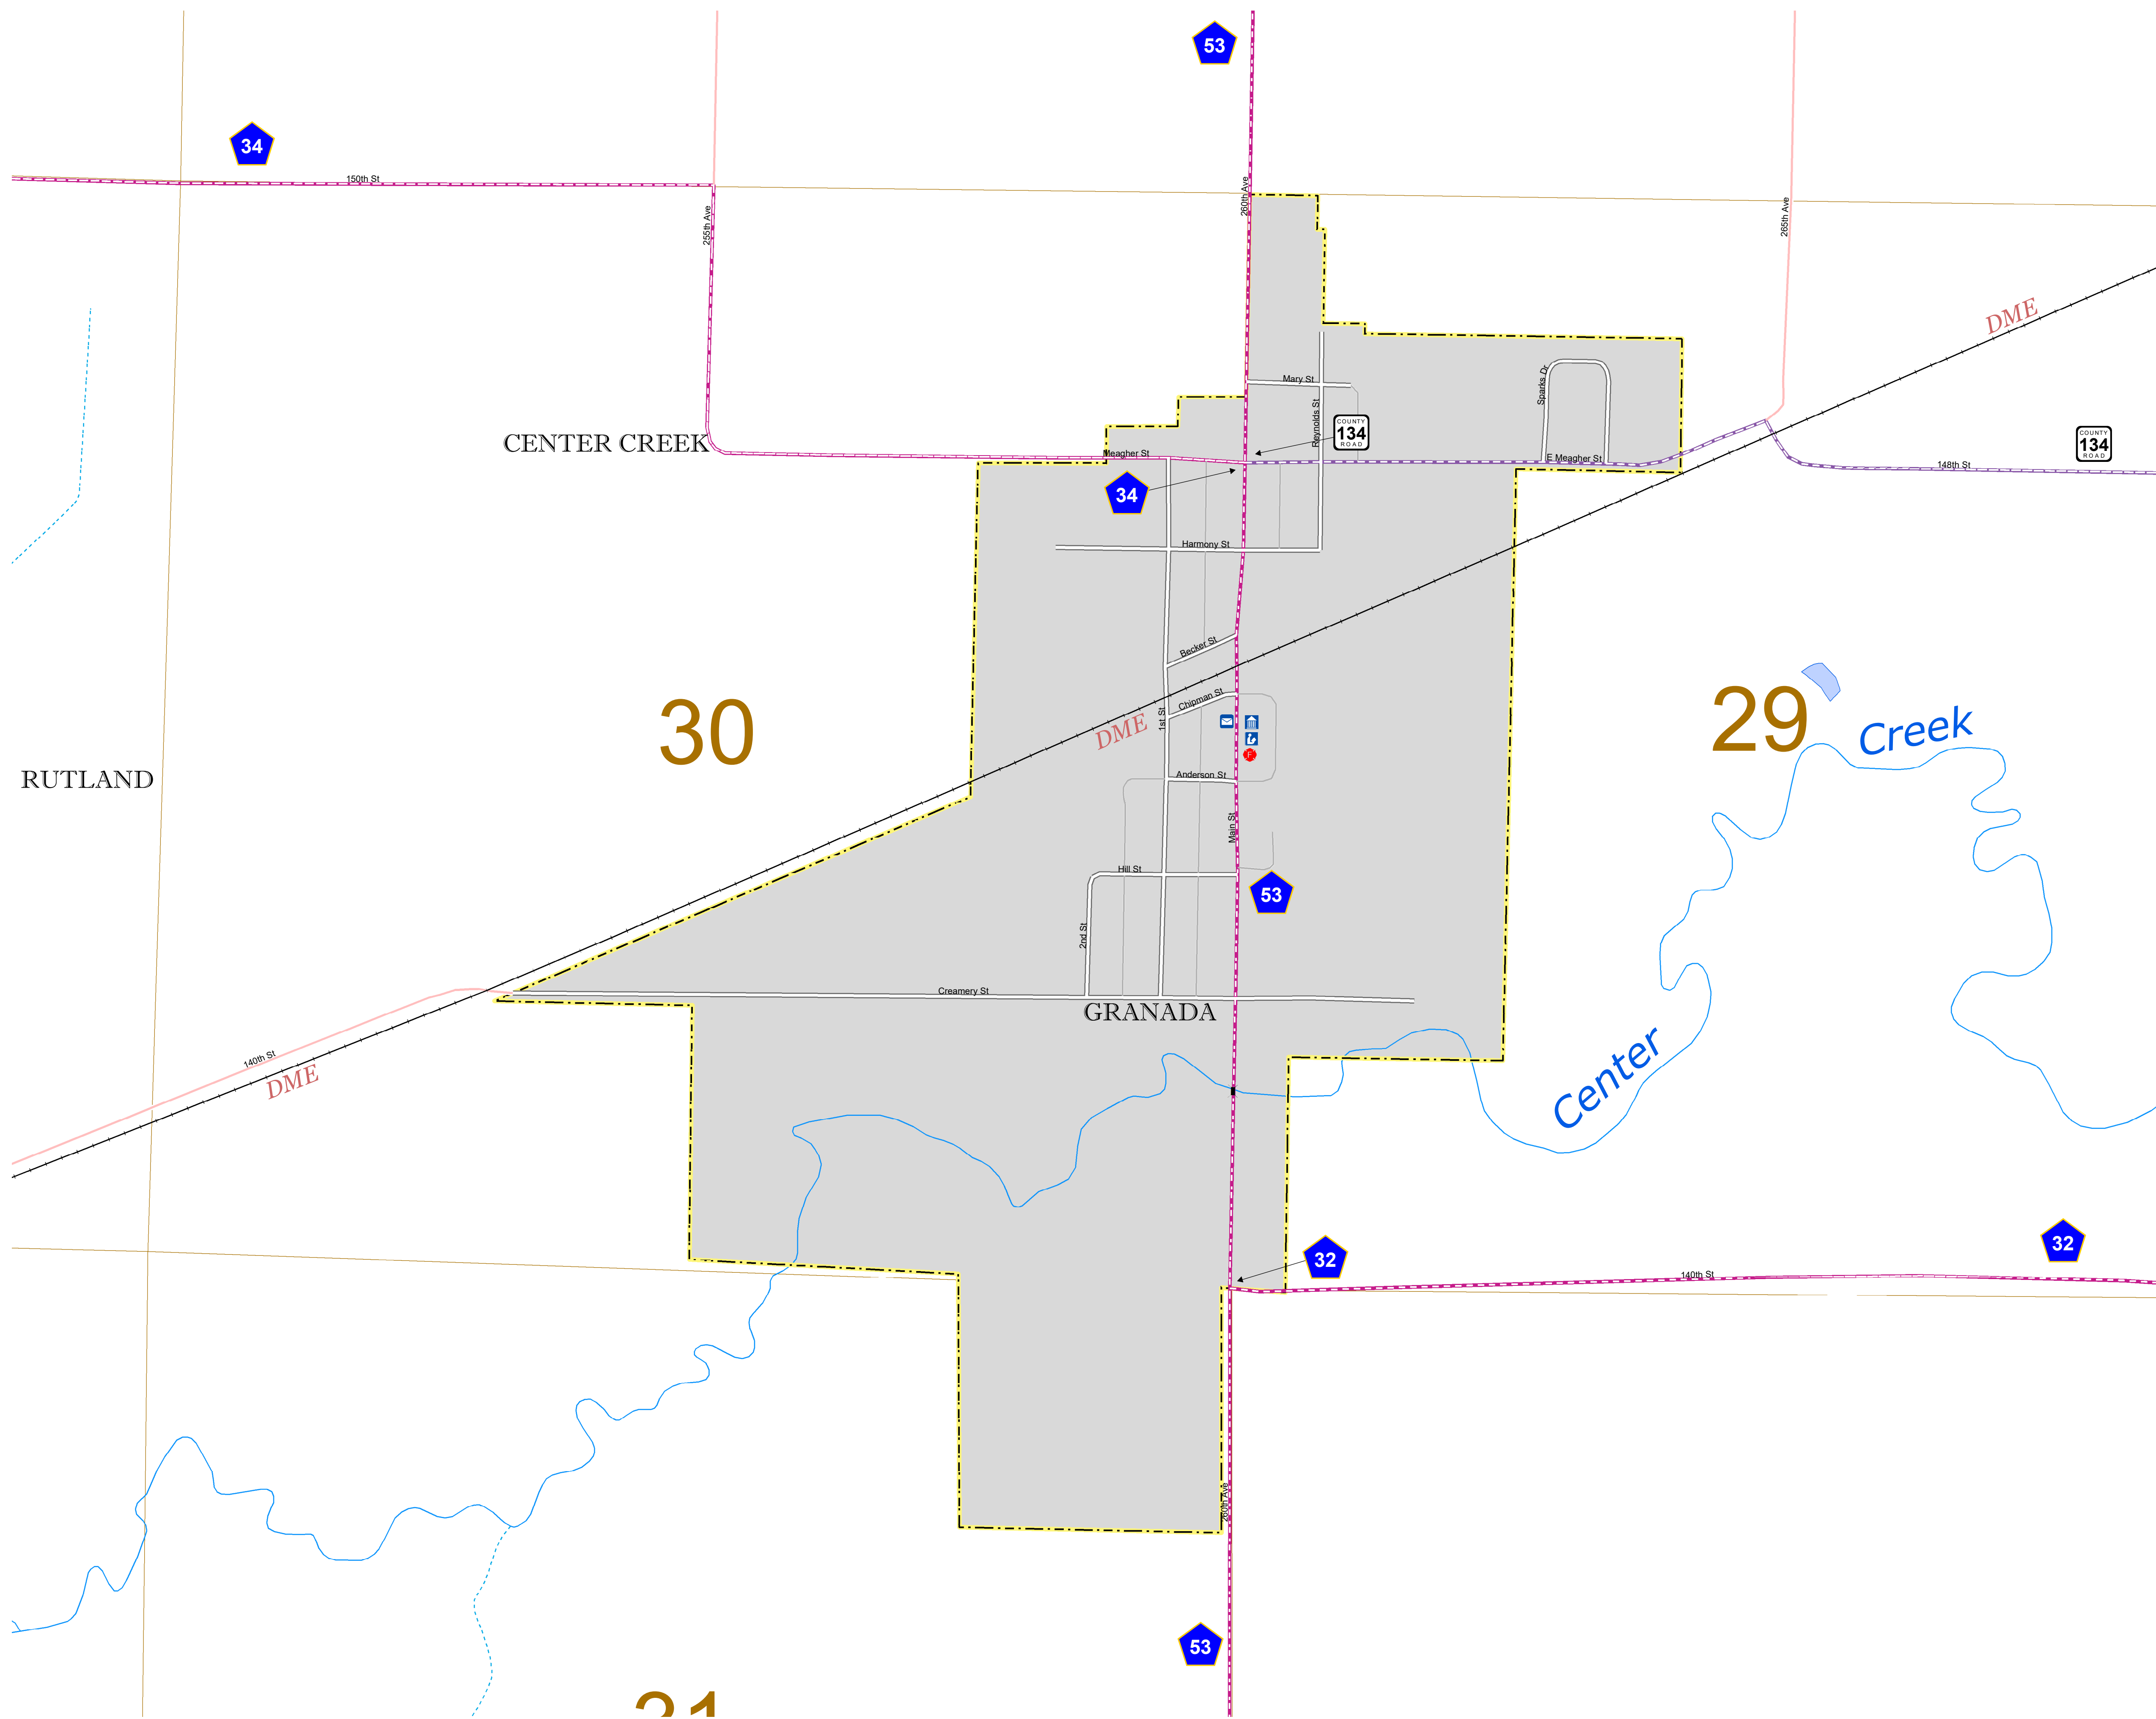 53
34
150th St
260th Ave
255th Ave
265th Ave
DME
Mary St
Sparks Dr
Reynolds St
COUNTY
134
ROAD
CENTER CREEK
Meagher St
E Meagher St
COUNTY
134
ROAD
148th St
34
Harmony St
Becker St
Chipman St
1st St
DME
30
29
Creek
RUTLAND
F
Anderson St
Main St
Hill St
53
2nd St
Creamery St
GRANADA
140th St
DME
Center
32
32
140th St
260th Ave
53